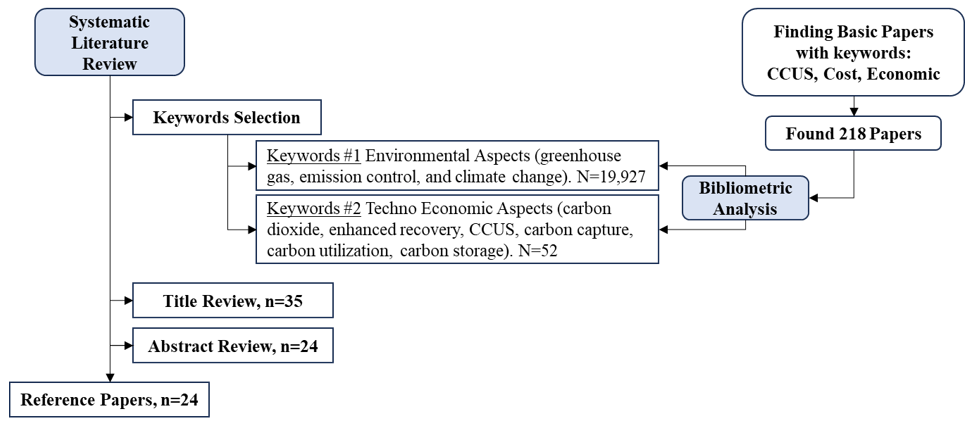 Systematic
Literature
Review
Keywords Selection
Keywords #1 Environmental Aspects (greenhouse
gas, emission control, and climate change). N=19,927
Keywords #2 Techno Economic Aspects (carbon
dioxide, enhanced recovery, CCUS, carbon capture,
carbon utilization, carbon storage). N=52
Title Review, n=35
Abstract Review, n=24
Reference Papers, n=24
Finding Basic Papers
with keywords:
CCUS, Cost, Economic
Found 218 Papers
Bibliometric
Analysis